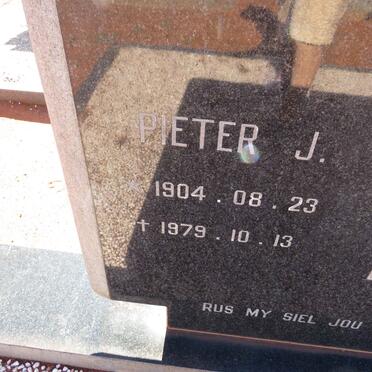 PIETER J.
* 1904.08.23
† 1979.10.13
RUS MY SIEL JOU